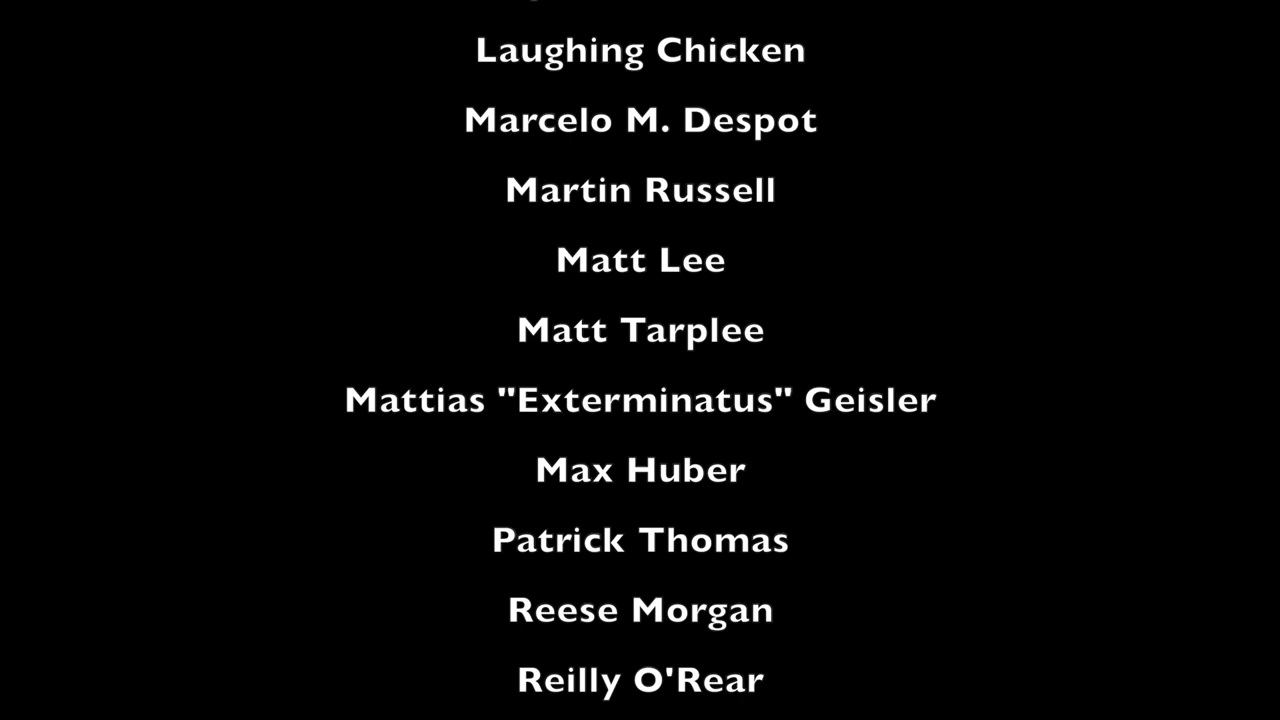 Laughing Chicken
Marcelo M. Despot
Martin Russell
Matt Lee
Matt Tarplee
Mattias "Exterminatus" Geisler
Max Huber
Patrick Thomas
Reese Morgan
Reilly O'Rear